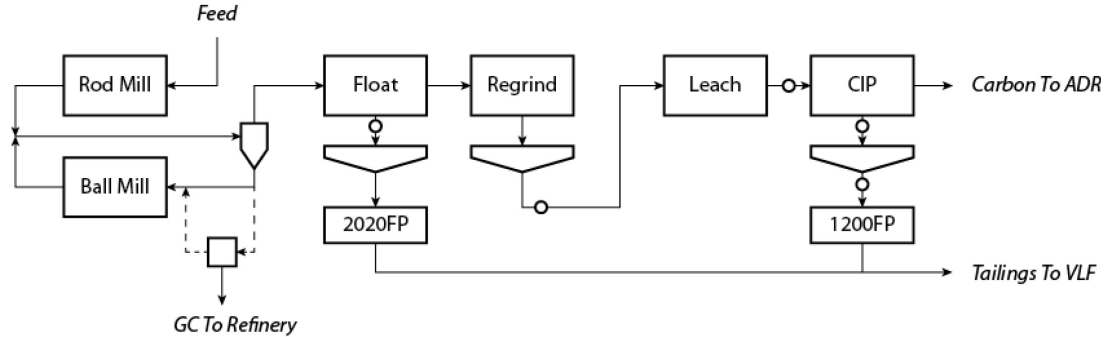 Feed
Rod Mill
Float
Regrind
Leach
CIP
Carbon To ADR
Ball Mill
2020FP
1200FP
Tailings To VLF
GC To Refinery